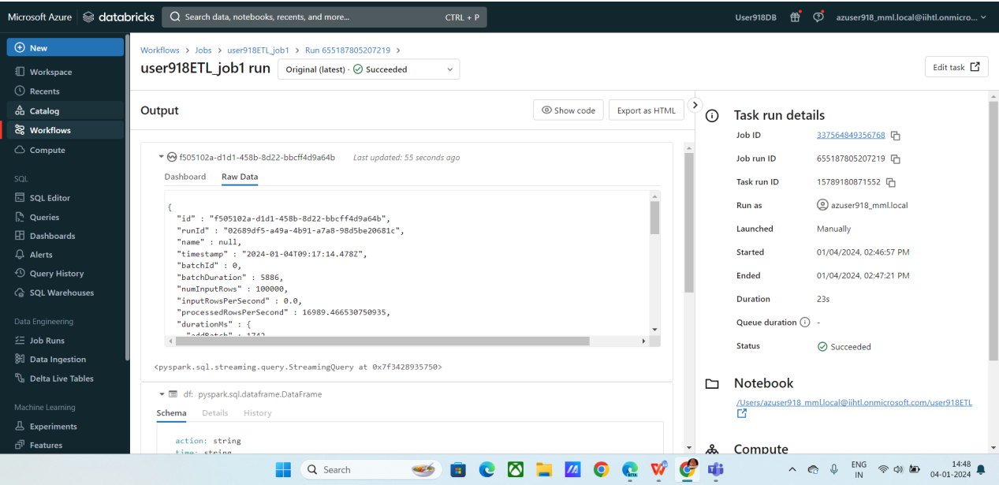 Microsoft Azure databricks Search data, notebooks, recents, and more... CTRL + P User918DB azuser918_mml.local@iihtl.onmicro...
New
Workspace
Recents
Catalog
Workflows
Compute
SQL
SQL Editor
Queries
Dashboards
Alerts
Query History
SQL Warehouses
Data Engineering
Job Runs
Data Ingestion
Delta Live Tables
Machine Learning
Experiments
Features
Workflows > Jobs > user918ETL_job1 > Run 655187805207219 >
user918ETL_job1 run Original (latest) · Succeeded Edit task
Output Show code Export as HTML
f505102a-d1d1-458b-8d22-bbcff4d9a64b Last updated: 55 seconds ago
Dashboard Raw Data
{
"id" : "f505102a-d1d1-458b-8d22-bbcff4d9a64b",
"runId" : "02689df5-a49a-4b91-a7a8-98d5be20681c",
"name" : null,
"timestamp" : "2024-01-04T09:17:14.478Z",
"batchId" : 0,
"batchDuration" : 5886,
"numInputRows" : 100000,
"inputRowsPerSecond" : 0.0,
"processedRowsPerSecond" : 16989.466530750935,
"durationMs" : {
"addBatch" : 1742
<pyspark.sql.streaming.query.StreamingQuery at 0x7f3428935750>
df: pyspark.sql.dataframe.DataFrame
Schema Details History
action: string
time: string
Task run details
Job ID 337564849356768
Job run ID 655187805207219
Task run ID 15789180871552
Run as azuser918_mml.local
Launched Manually
Started 01/04/2024, 02:46:57 PM
Ended 01/04/2024, 02:47:21 PM
Duration 23s
Queue duration -
Status Succeeded
Notebook
/Users/azuser918_mml.local@iihtl.onmicrosoft.com/user918ETL
Compute
Search
ENG
IN
14:48
04-01-2024